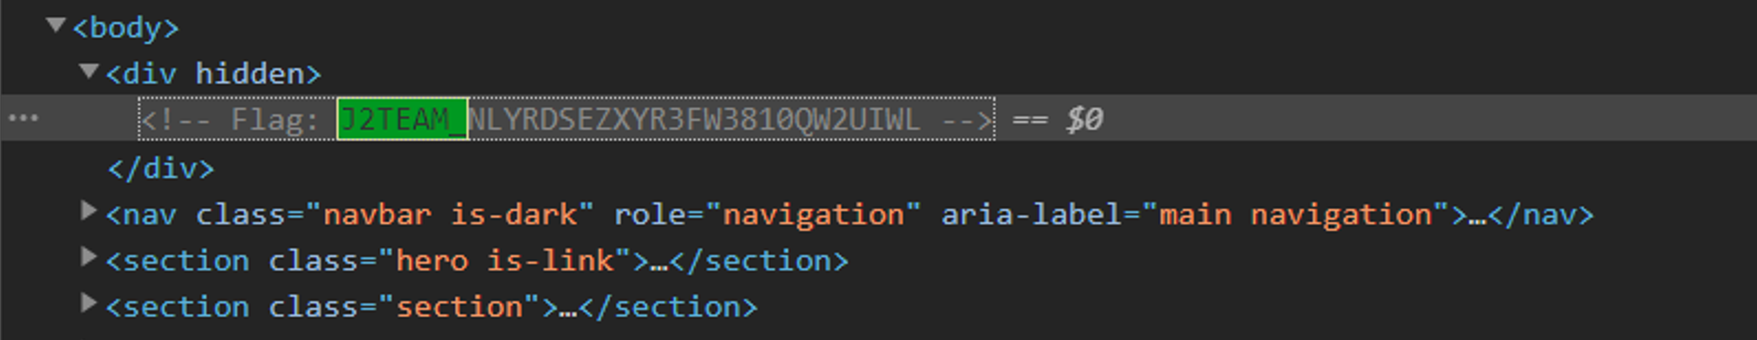 ▼<body>
▼<div hidden>
••• <!-- Flag: J2TEAM_NLYRDSEZXYR3FW3810QW2UIWL --> == $0
</div>
▶<nav class="navbar is-dark" role="navigation" aria-label="main navigation">…</nav>
▶<section class="hero is-link">…</section>
▶<section class="section">…</section>